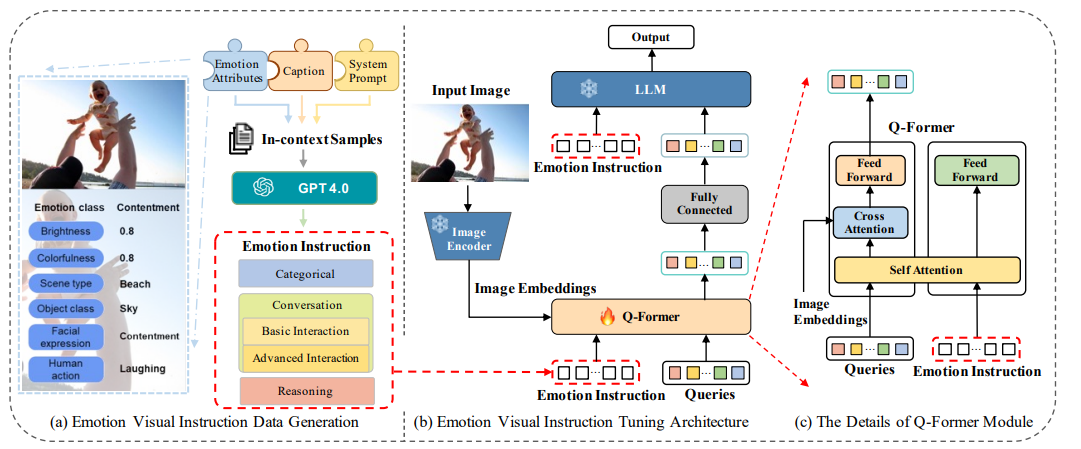 Emotion
Attributes
Caption
System
Prompt
In-context Samples
GPT 4.0
Emotion class Contentment
Brightness 0.8
Colorfulness 0.8
Scene type Beach
Object class Sky
Facial
expression
Contentment
Human
action
Laughing
Emotion Instruction
Categorical
Conversation
Basic Interaction
Advanced Interaction
Reasoning
(a) Emotion Visual Instruction Data Generation
Output
LLM
Input Image
Emotion Instruction
Fully
Connected
Image
Encoder
Image Embeddings
Q-Former
Emotion Instruction
Queries
(b) Emotion Visual Instruction Tuning Architecture
Q-Former
Feed
Forward
Feed
Forward
Cross
Attention
Self Attention
Image
Embeddings
Queries
Emotion Instruction
(c) The Details of Q-Former Module